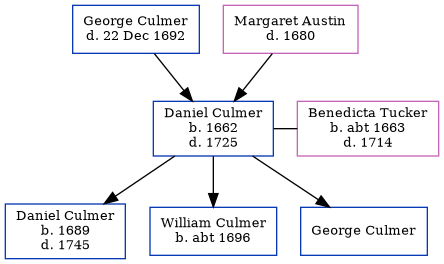 George Culmer
d. 22 Dec 1692
Margaret Austin
d. 1680
Daniel Culmer
b. 1662
d. 1725
Benedicta Tucker
b. abt 1663
d. 1714
Daniel Culmer
b. 1689
d. 1745
William Culmer
b. abt 1696
George Culmer